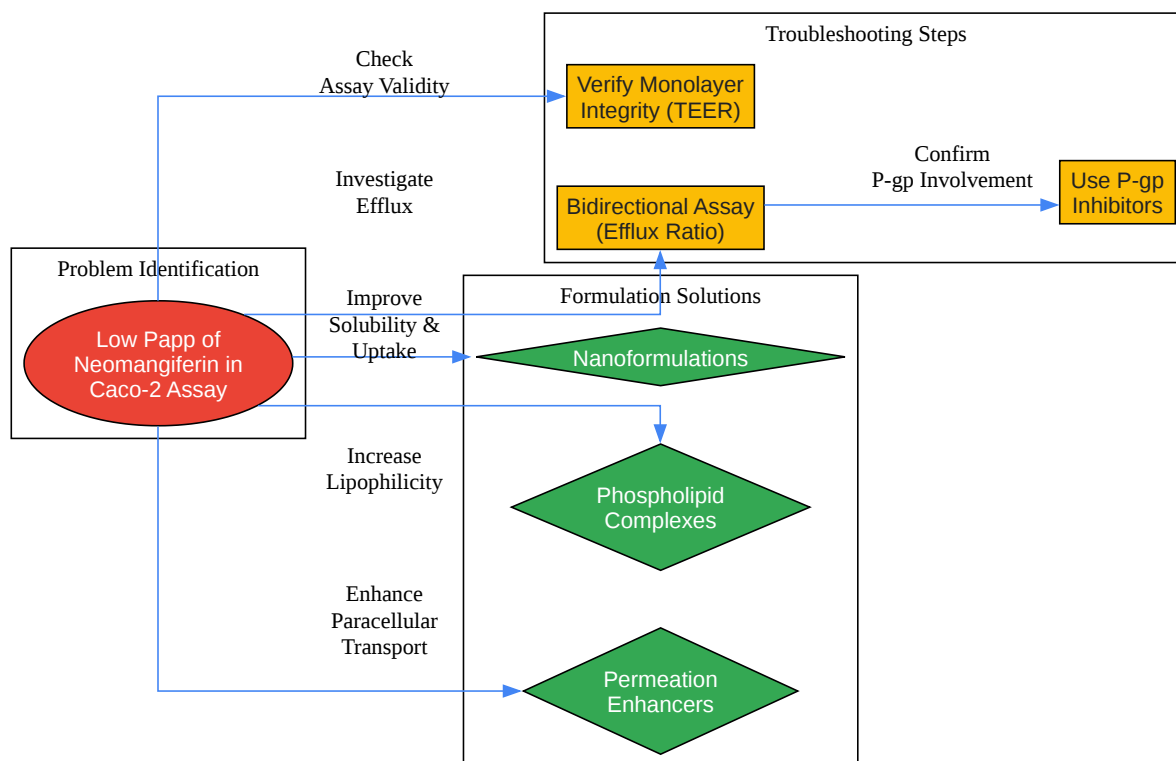 Troubleshooting Steps
Check
Assay Validity
Verify Monolayer
Integrity (TEER)
Confirm
P-gp Involvement
Use P-gp
Inhibitors
Investigate
Efflux
Bidirectional Assay
(Efflux Ratio)
Problem Identification
Low Papp of
Neomangiferin in
Caco-2 Assay
Improve
Solubility &
Uptake
Formulation Solutions
Nanoformulations
Increase
Lipophilicity
Phospholipid
Complexes
Enhance
Paracellular
Transport
Permeation
Enhancers